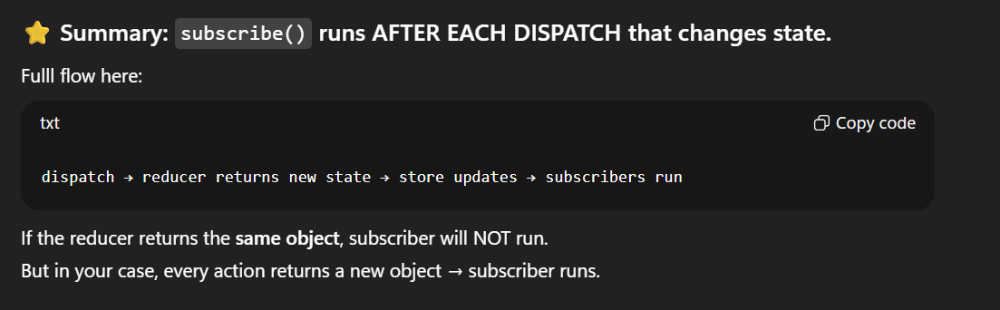 ⭐ Summary: subscribe() runs AFTER EACH DISPATCH that changes state.
Fulll flow here:
txt
Copy code
dispatch → reducer returns new state → store updates → subscribers run
If the reducer returns the same object, subscriber will NOT run.
But in your case, every action returns a new object → subscriber runs.